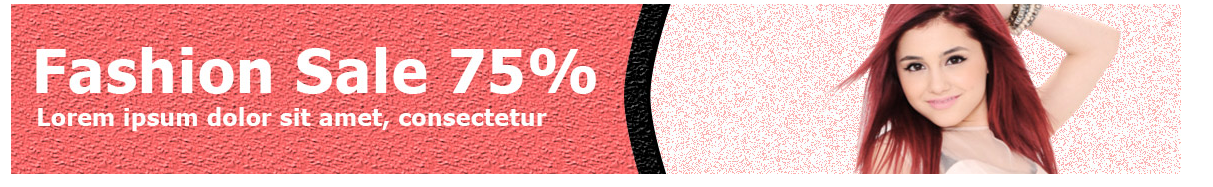 Fashion Sale 75%
Lorem ipsum dolor sit amet, consectetur